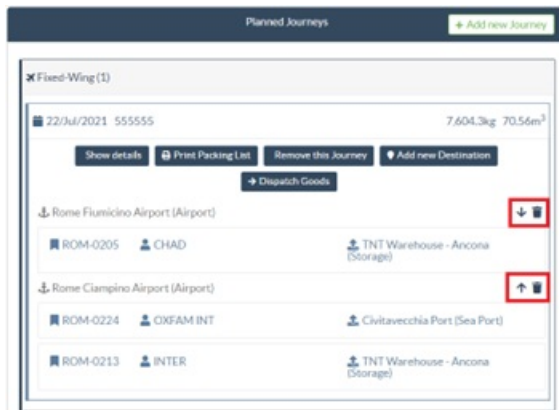 Planned Journeys
+ Add new Journey
Fixed-Wing (1)
22/Jul/2021 555555 7,604.3kg 70.56m³
Show details Print Packing List Remove this Journey Add new Destination
Dispatch Goods
Rome Fiumicino Airport (Airport)
ROM-0205 CHAD TNT Warehouse - Ancona
(Storage)
Rome Ciampino Airport (Airport)
ROM-0224 OXFAM INT Civitavecchia Port (Sea Port)
ROM-0213 INTER TNT Warehouse - Ancona
(Storage)